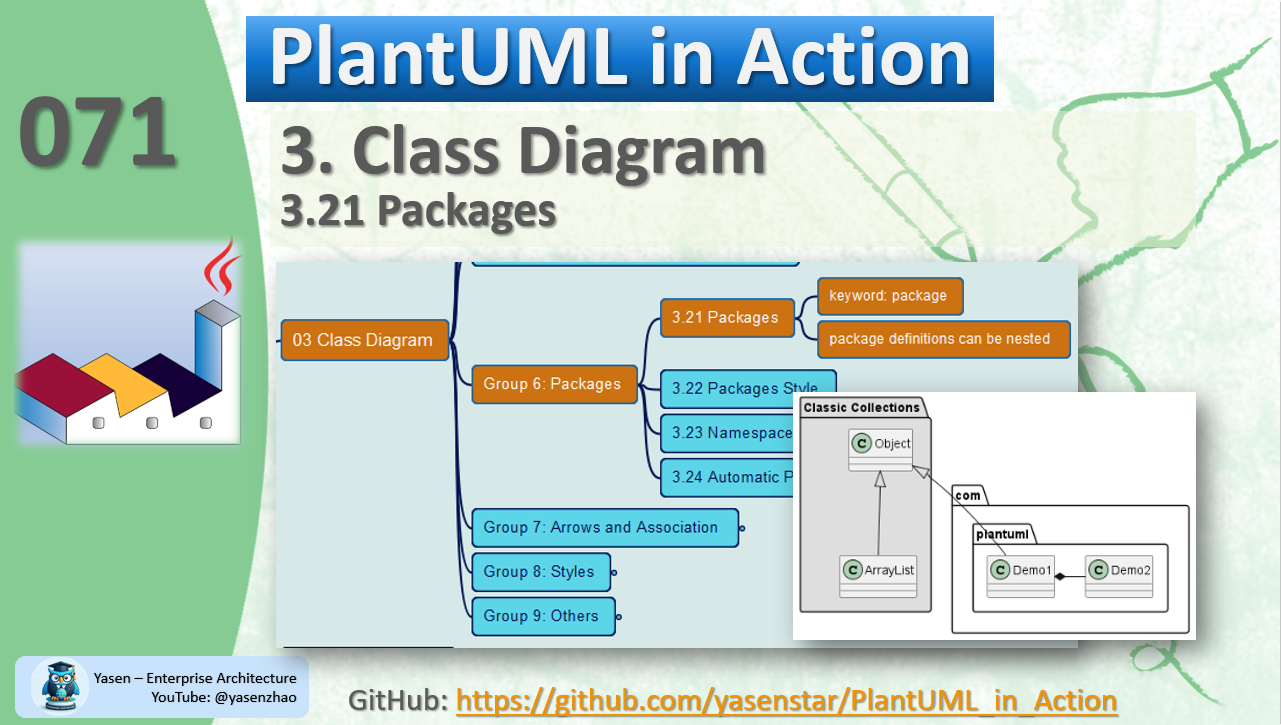 PlantUML in Action
071
3. Class Diagram
3.21 Packages
03 Class Diagram
Group 6: Packages
3.21 Packages
keyword: package
package definitions can be nested
3.22 Packages Style
3.23 Namespace
3.24 Automatic P
Group 7: Arrows and Association
Group 8: Styles
Group 9: Others
Classic Collections
C Object
C ArrayList
com
plantuml
C Demo1
C Demo2
Yasen – Enterprise Architecture
YouTube: @yasenzhao
GitHub: https://github.com/yasenstar/PlantUML_in_Action